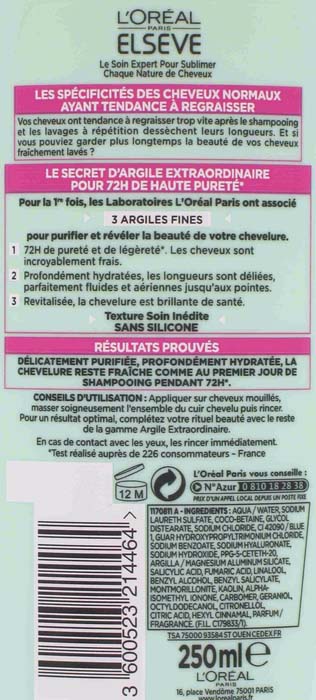 L'ORÉAL
PARIS
ELSEVE
Le Soin Expert Pour Sublimer
Chaque Nature de Cheveux
LES SPÉCIFICITÉS DES CHEVEUX NORMAUX
AYANT TENDANCE À REGRAISSER
Vos cheveux ont tendance à regraisser trop vite après le shampooing
et les lavages à répétition dessèchent leurs longueurs. Et si
vous pouviez garder plus longtemps la beauté de vos cheveux
fraîchement lavés ?
LE SECRET D'ARGILE EXTRAORDINAIRE
POUR 72H DE HAUTE PURETÉ*
Pour la 1re fois, les Laboratoires L'Oréal Paris ont associé
3 ARGILES FINES
pour purifier et révéler la beauté de votre chevelure.
1 72H de pureté et de légèreté*. Les cheveux sont
incroyablement frais.
2 Profondément hydratées, les longueurs sont déliées,
parfaitement fluides et aériennes jusqu'aux pointes.
3 Revitalisée, la chevelure est brillante de santé.
Texture Soin Inédite
SANS SILICONE
RÉSULTATS PROUVÉS
DÉLICATEMENT PURIFIÉE, PROFONDÉMENT HYDRATÉE, LA
CHEVELURE RESTE FRAÎCHE COMME AU PREMIER JOUR DE
SHAMPOOING PENDANT 72H*.
CONSEILS D'UTILISATION : Appliquer sur cheveux mouillés,
masser soigneusement l'ensemble du cuir chevelu puis rincer.
Pour un résultat optimal, complétez votre rituel beauté avec le reste
de la gamme Argile Extraordinaire.
En cas de contact avec les yeux, les rincer immédiatement.
*Test réalisé auprès de 226 consommateurs - France
12 M
L'Oréal Paris vous conseille :
N°Azur 0 810 18 28 38
PRIX D'UN APPEL LOCAL DEPUIS UN POSTE FIXE
1170811 A - INGREDIENTS : AQUA / WATER, SODIUM
LAURETH SULFATE, COCO-BETAINE, GLYCOL
DISTEARATE, SODIUM CHLORIDE, CI 42090 / BLUE
1, GUAR HYDROXYPROPYLTRIMONIUM CHLORIDE,
SODIUM BENZOATE, SODIUM HYALURONATE,
SODIUM HYDROXIDE, PPG-5-CETETH-20,
ARGILLA / MAGNESIUM ALUMINUM SILICATE,
SALICYLIC ACID, FUMARIC ACID, LINALOOL,
BENZYL ALCOHOL, BENZYL SALICYLATE,
MONTMORILLONITE, KAOLIN, ALPHA-
ISOMETHYL IONONE, CARBOMER, GERANIOL,
OCTYLDODECANOL, CITRONELLOL,
CITRIC ACID, HEXYL CINNAMAL, PARFUM /
FRAGRANCE. (F.I.L. C179833/1).
TSA 75000 93584 ST OUEN CEDEX FR
250 ml e
L'ORÉAL
PARIS
16, place Vendôme 75001 PARIS
3 600523 214464 >